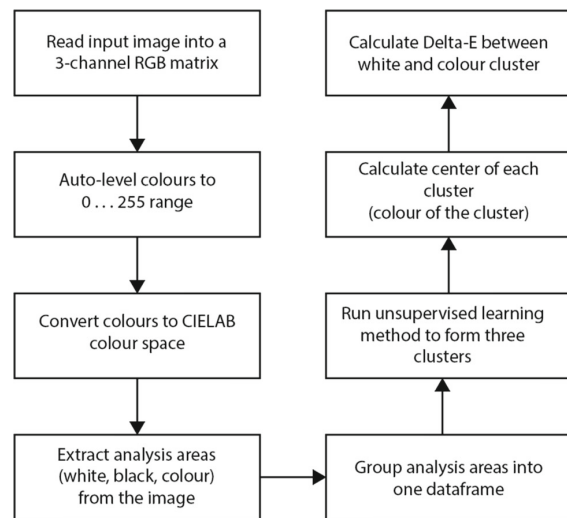 Read input image into a
3-channel RGB matrix
Auto-level colours to
0 . . . 255 range
Convert colours to CIELAB
colour space
Extract analysis areas
(white, black, colour)
from the image
Group analysis areas into
one dataframe
Run unsupervised learning
method to form three
clusters
Calculate center of each
cluster
(colour of the cluster)
Calculate Delta-E between
white and colour cluster